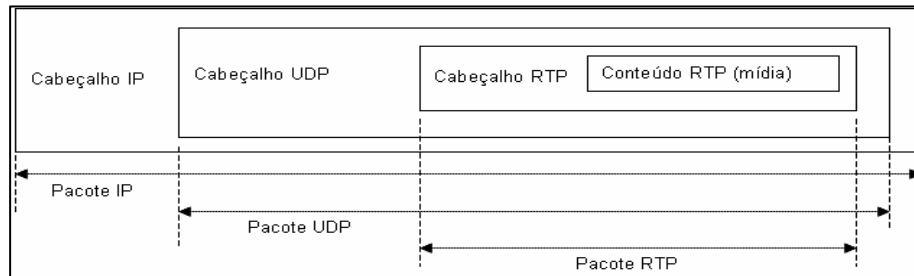 Cabeçalho IP
Cabeçalho UDP
Cabeçalho RTP
Conteúdo RTP (mídia)
Pacote IP
Pacote UDP
Pacote RTP